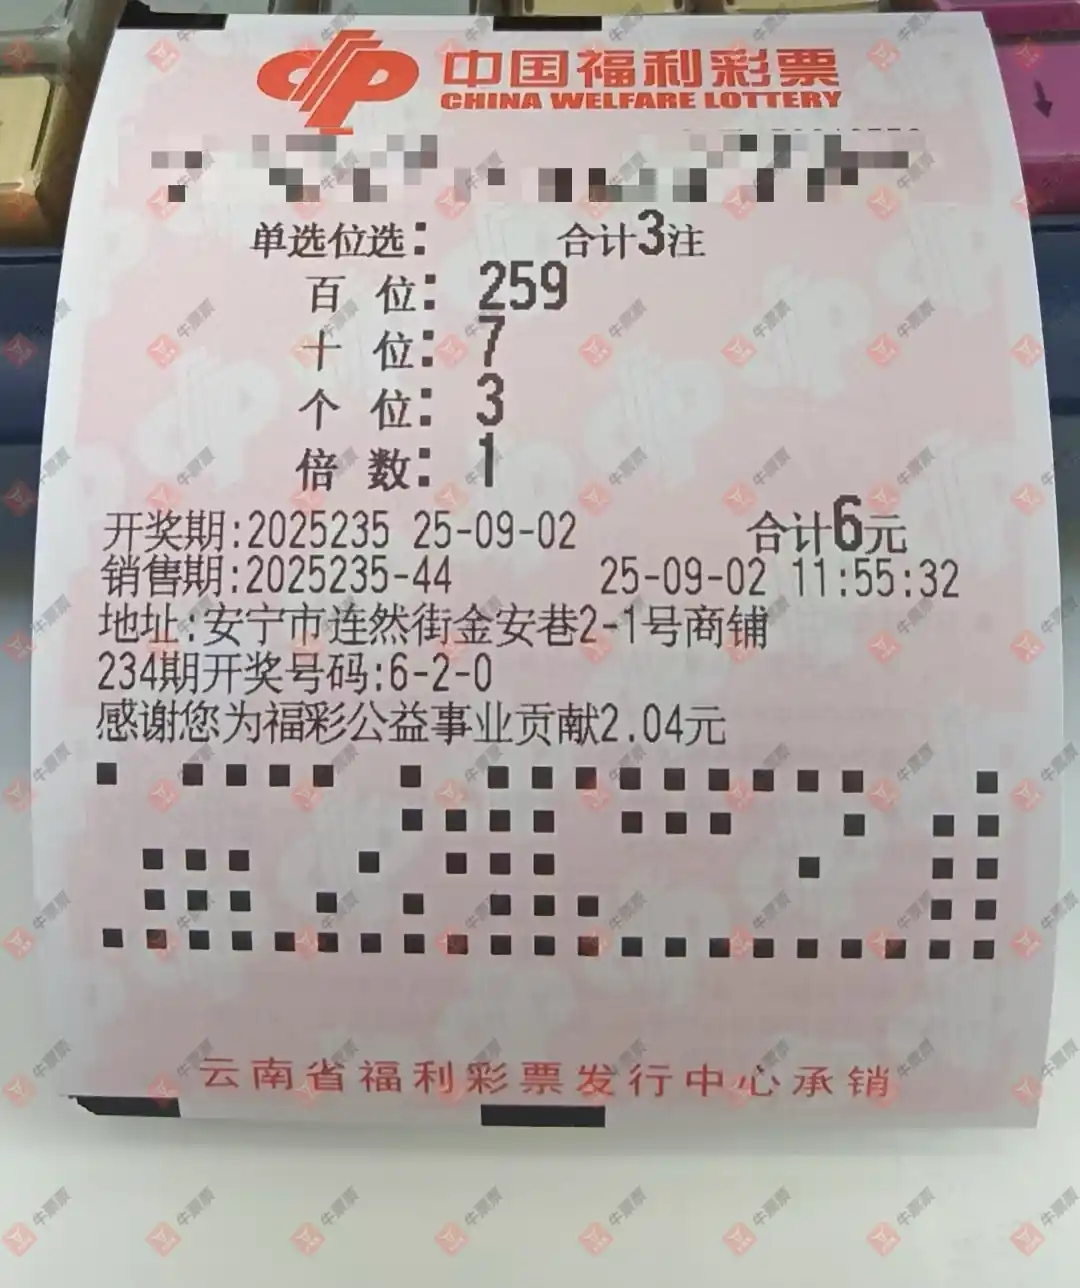 中国福利彩票
CHINA WELFARE LOTTERY
单选位选: 合计3注
百 位: 259
十 位: 7
个 位: 3
倍 数: 1
开奖期:2025235 25-09-02 合计6元
销售期:2025235-44 25-09-02 11:55:32
地址:安宁市连然街金安巷2-1号商铺
234期开奖号码:6-2-0
感谢您为福彩公益事业贡献2.04元
云南省福利彩票发行中心承销
牛票票